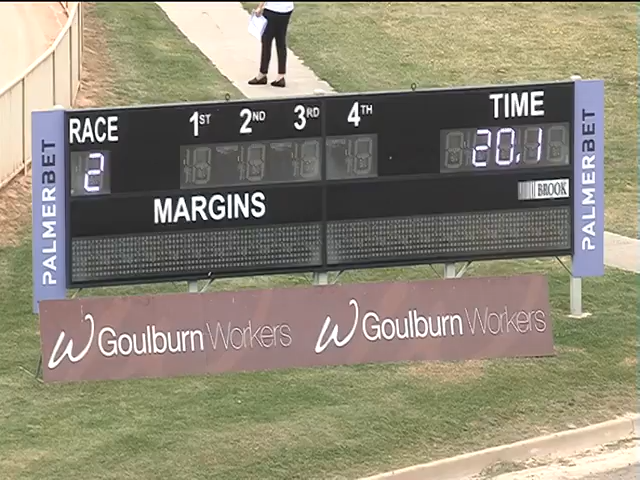 RACE 1ST 2ND 3RD 4TH TIME
2 20.1
MARGINS
BROOK
PALMERBET
PALMERBET
Goulburn Workers Goulburn Workers